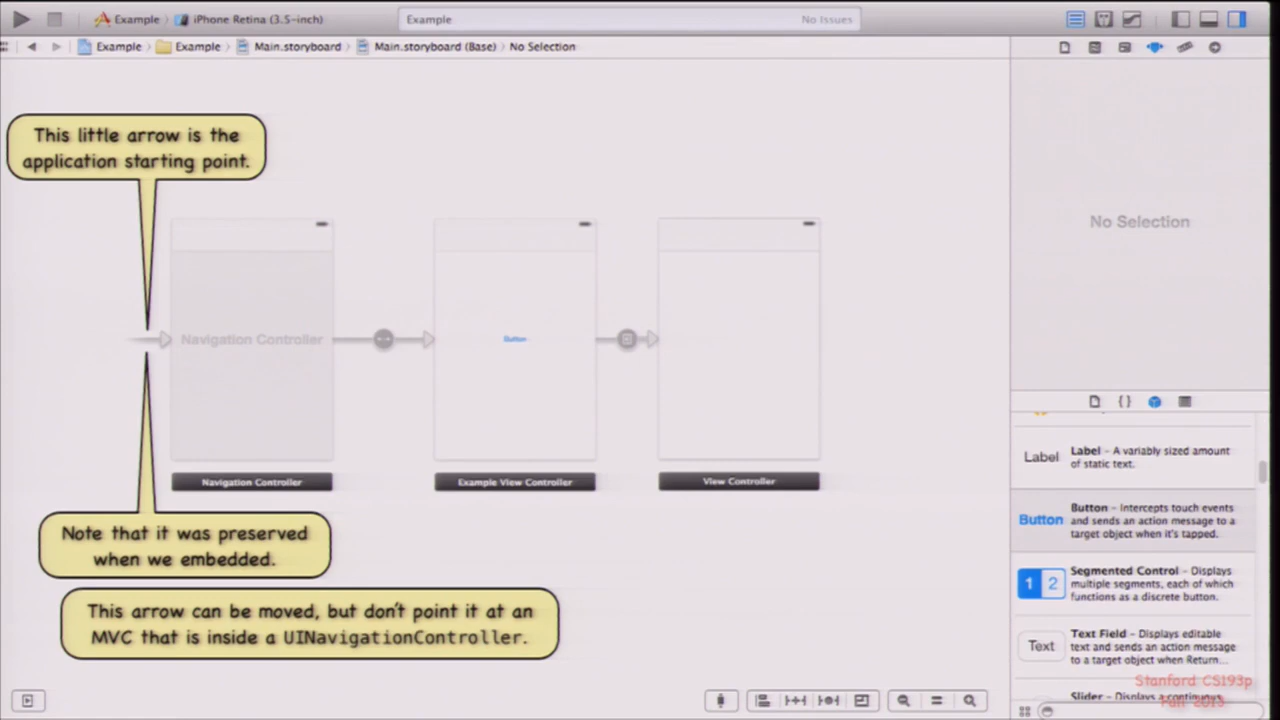 Example
iPhone Retina (3.5-inch)
Example
No Issues
Example
Example
Main.storyboard
Main.storyboard (Base)
No Selection
This little arrow is the
application starting point.
No Selection
Navigation Controller
Button
Navigation Controller
Example View Controller
View Controller
Note that it was preserved
when we embedded.
This arrow can be moved, but don't point it at an
MVC that is inside a UINavigationController.
{ }
Label
Label – A variably sized amount
of static text.
Button
Button – Intercepts touch events
and sends an action message to a
target object when it's tapped.
1 2
Segmented Control – Displays
multiple segments, each of which
functions as a discrete button.
Text
Text Field – Displays editable
text and sends an action message
to a target object when Return...
Slider – Displays a continuous
Stanford CS193p
Fall 2013